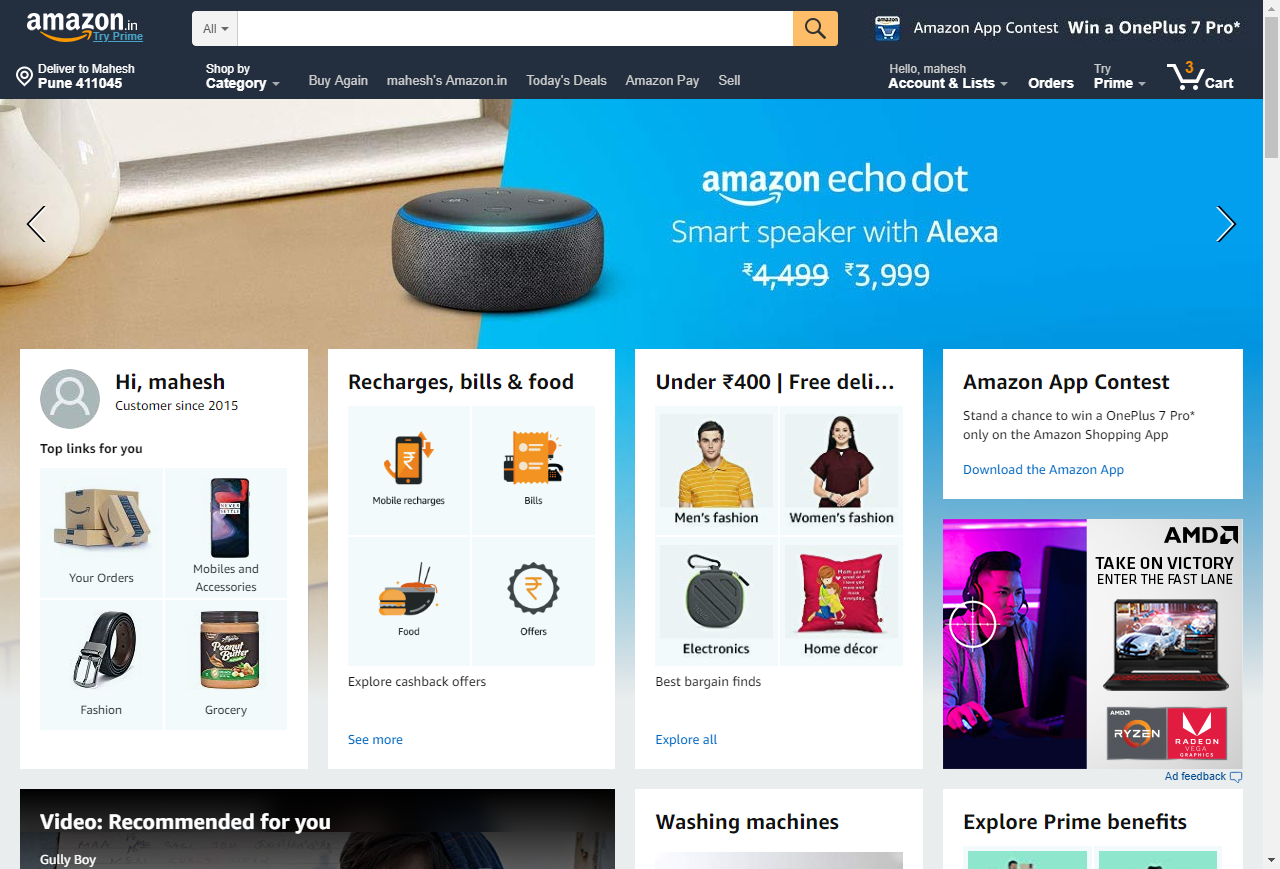 amazon.in
Try Prime
All
Amazon App Contest Win a OnePlus 7 Pro*
Deliver to Mahesh
Pune 411045
Shop by
Category
Buy Again
mahesh's Amazon.in
Today's Deals
Amazon Pay
Sell
Hello, mahesh
Account & Lists
Orders
Try
Prime
3
Cart
amazon echo dot
Smart speaker with Alexa
₹4,499 ₹3,999
Hi, mahesh
Customer since 2015
Top links for you
Your Orders
Mobiles and
Accessories
Fashion
Peanut
Butter
Grocery
Recharges, bills & food
Mobile recharges
Bills
Food
Offers
Explore cashback offers
See more
Under ₹400 | Free deli...
Men's fashion
Women's fashion
Electronics
Home décor
Best bargain finds
Explore all
Amazon App Contest
Stand a chance to win a OnePlus 7 Pro*
only on the Amazon Shopping App
Download the Amazon App
AMD
TAKE ON VICTORY
ENTER THE FAST LANE
AMD
RYZEN
RADEON
VEGA
GRAPHICS
Ad feedback
Video: Recommended for you
Gully Boy
Washing machines
Explore Prime benefits